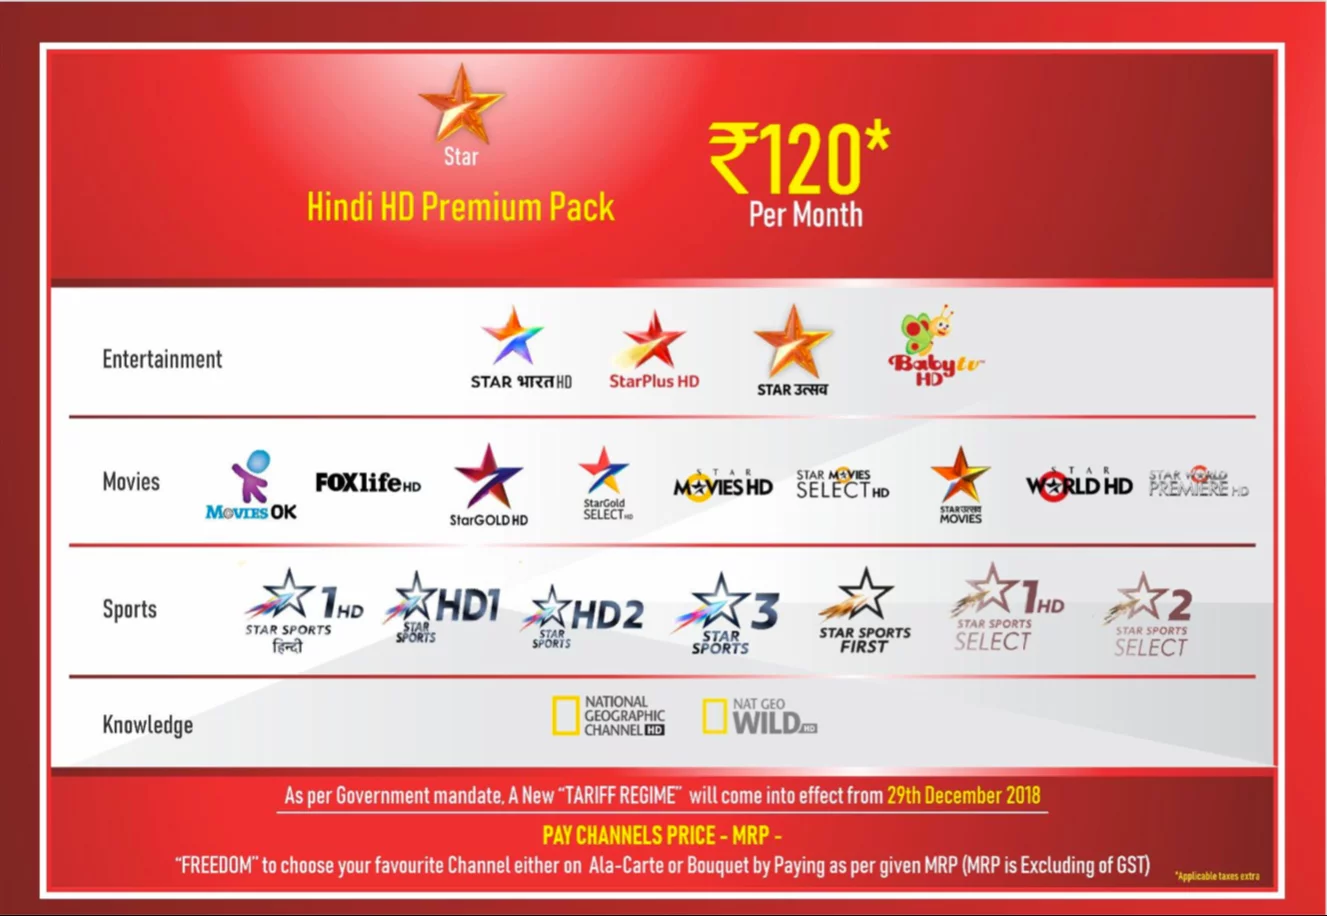 Star
Hindi HD Premium Pack
₹120*
Per Month
Entertainment
STAR भारत HD
StarPlus HD
STAR उत्सव
Babytv™
HD
Movies
MOVIES OK
FOXlife HD
StarGOLD HD
StarGold
SELECT HD
STAR
MOVIES HD
STAR MOVIES
SELECT HD
STAR उत्सव
MOVIES
STAR
WORLD HD
STAR WORLD
PREMIERE HD
Sports
1 HD
STAR SPORTS
हिन्दी
HD1
STAR
SPORTS
HD2
STAR
SPORTS
3
STAR
SPORTS
STAR SPORTS
FIRST
1 HD
STAR SPORTS
SELECT
2
STAR SPORTS
SELECT
Knowledge
NATIONAL
GEOGRAPHIC
CHANNEL HD
NAT GEO
WILD HD
As per Government mandate, A New “TARIFF REGIME” will come into effect from 29th December 2018
PAY CHANNELS PRICE - MRP -
“FREEDOM” to choose your favourite Channel either on Ala-Carte or Bouquet by Paying as per given MRP (MRP is Excluding of GST)
*Applicable taxes extra